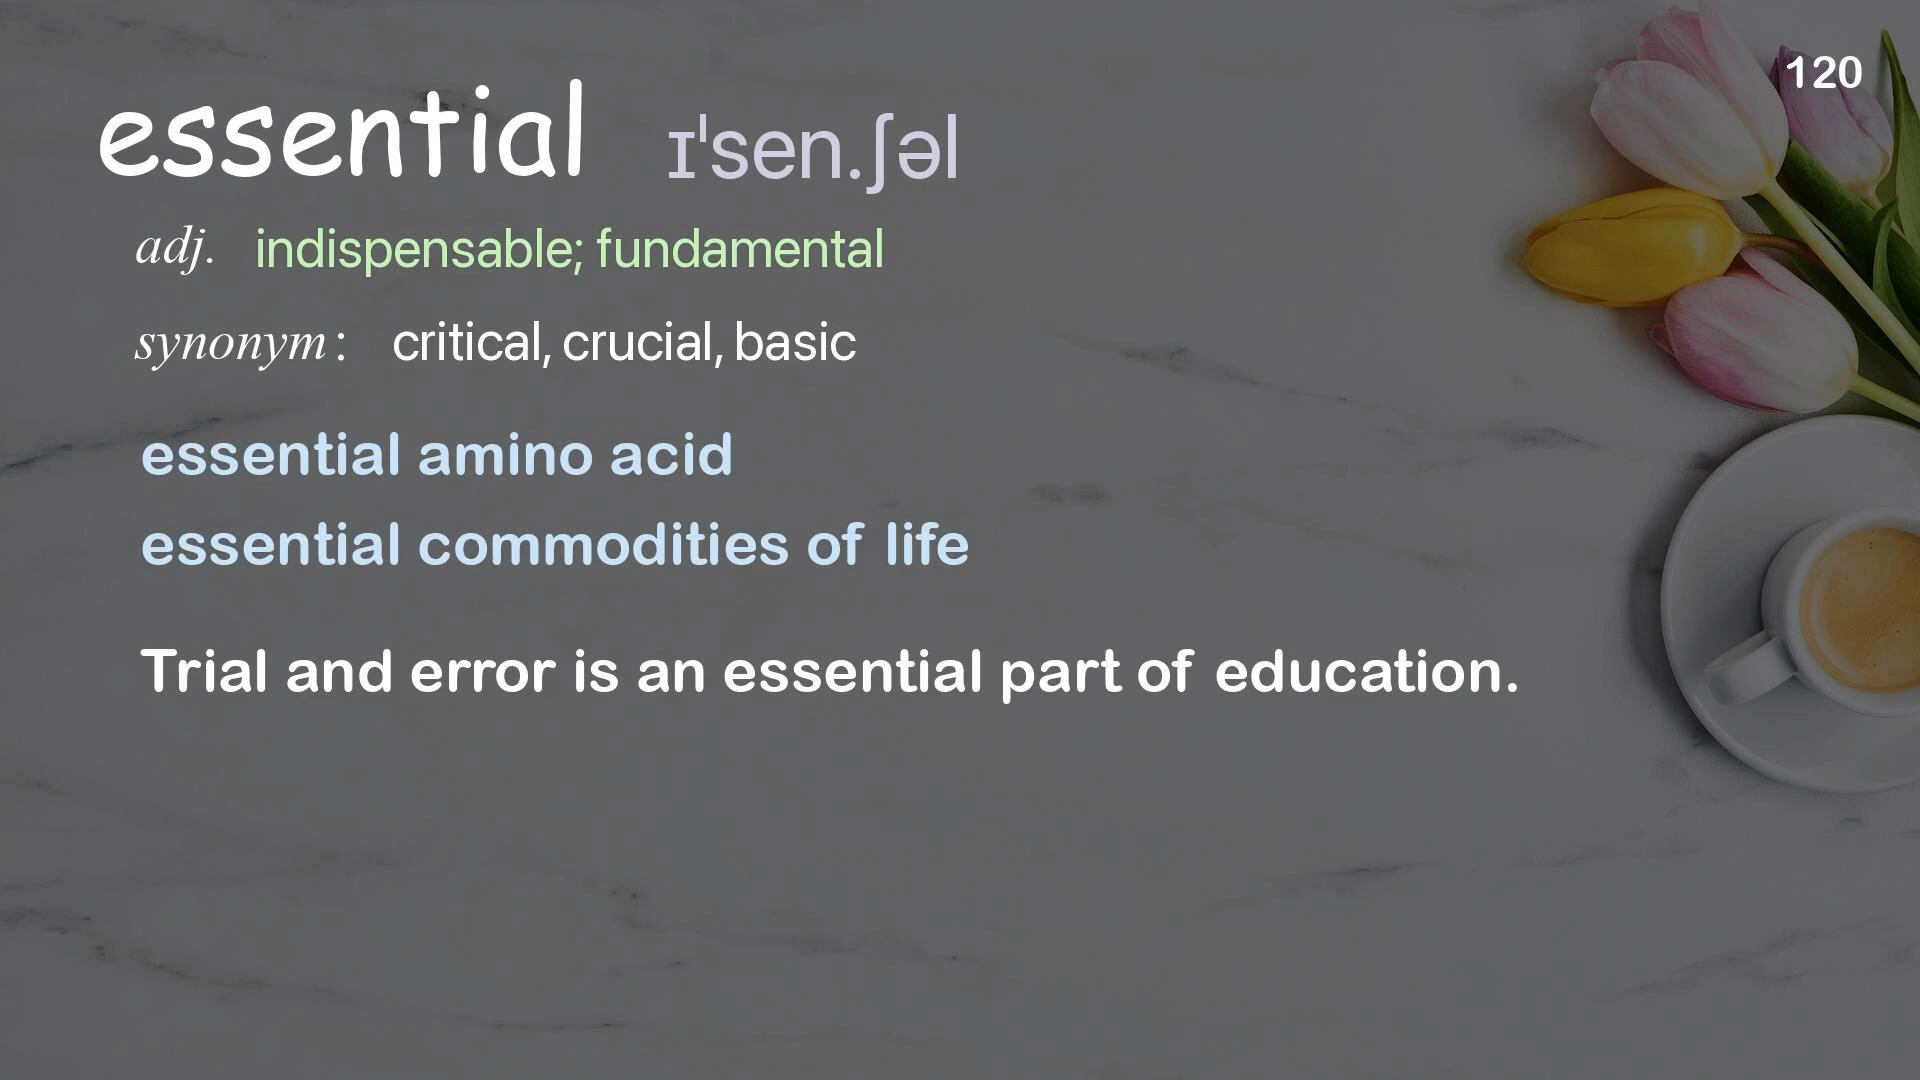 120
essential ɪˈsen.ʃəl
adj. indispensable; fundamental
synonym: critical, crucial, basic
essential amino acid
essential commodities of life
Trial and error is an essential part of education.